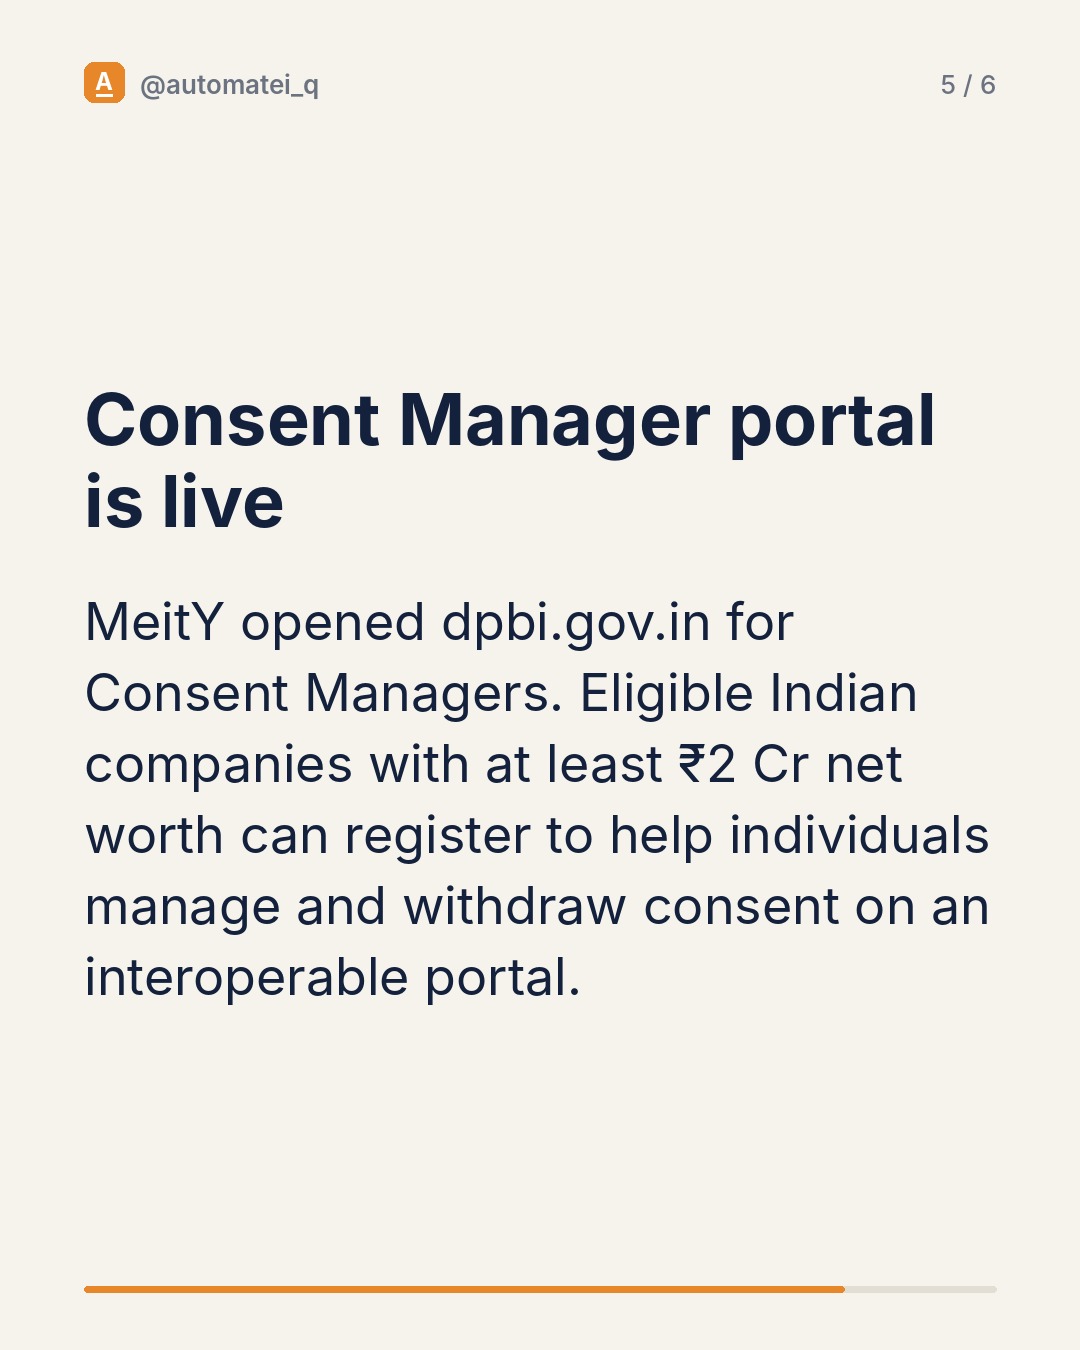 A
@automatei_q
5 / 6
Consent Manager portal
is live
MeitY opened dpbi.gov.in for
Consent Managers. Eligible Indian
companies with at least ₹2 Cr net
worth can register to help individuals
manage and withdraw consent on an
interoperable portal.